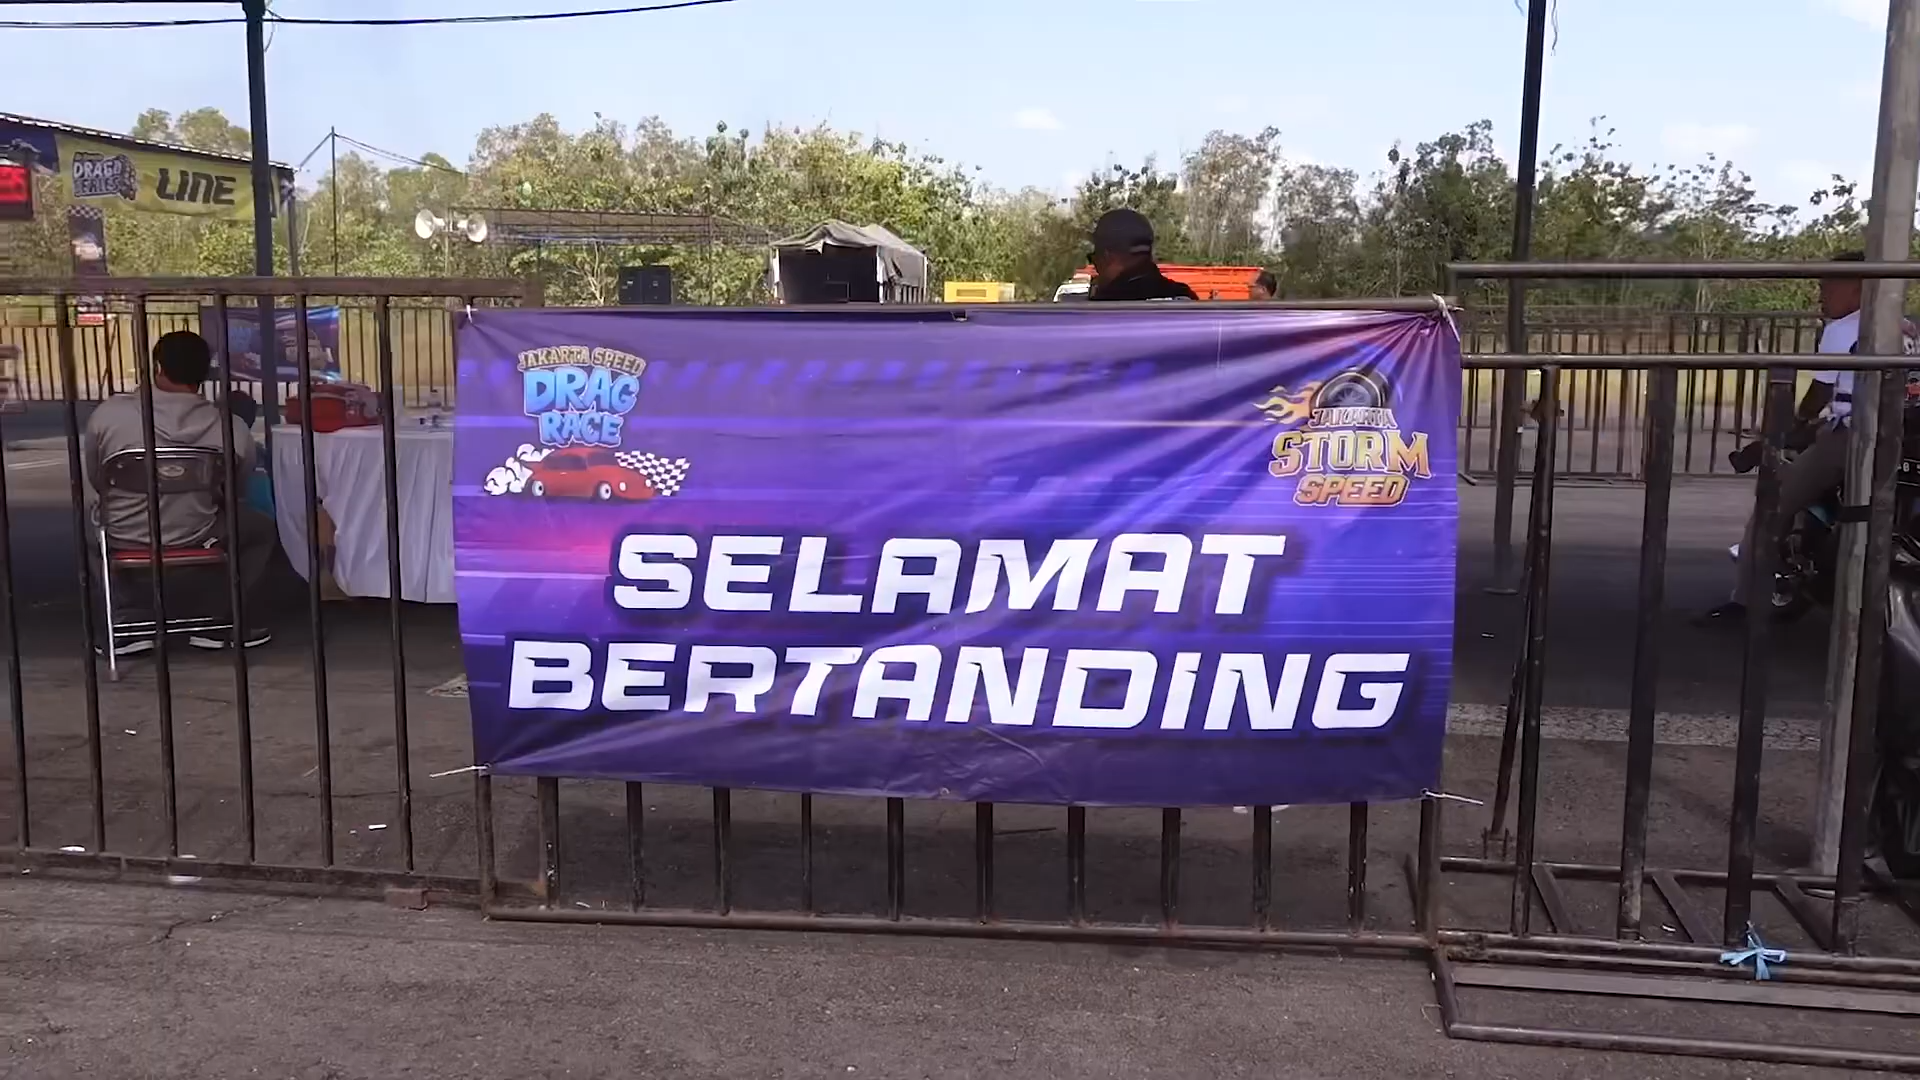 DRAG
SERIES
LINE
JAKARTA SPEED
DRAG
RACE
JAKARTA
STORM
SPEED
SELAMAT
BERTANDING